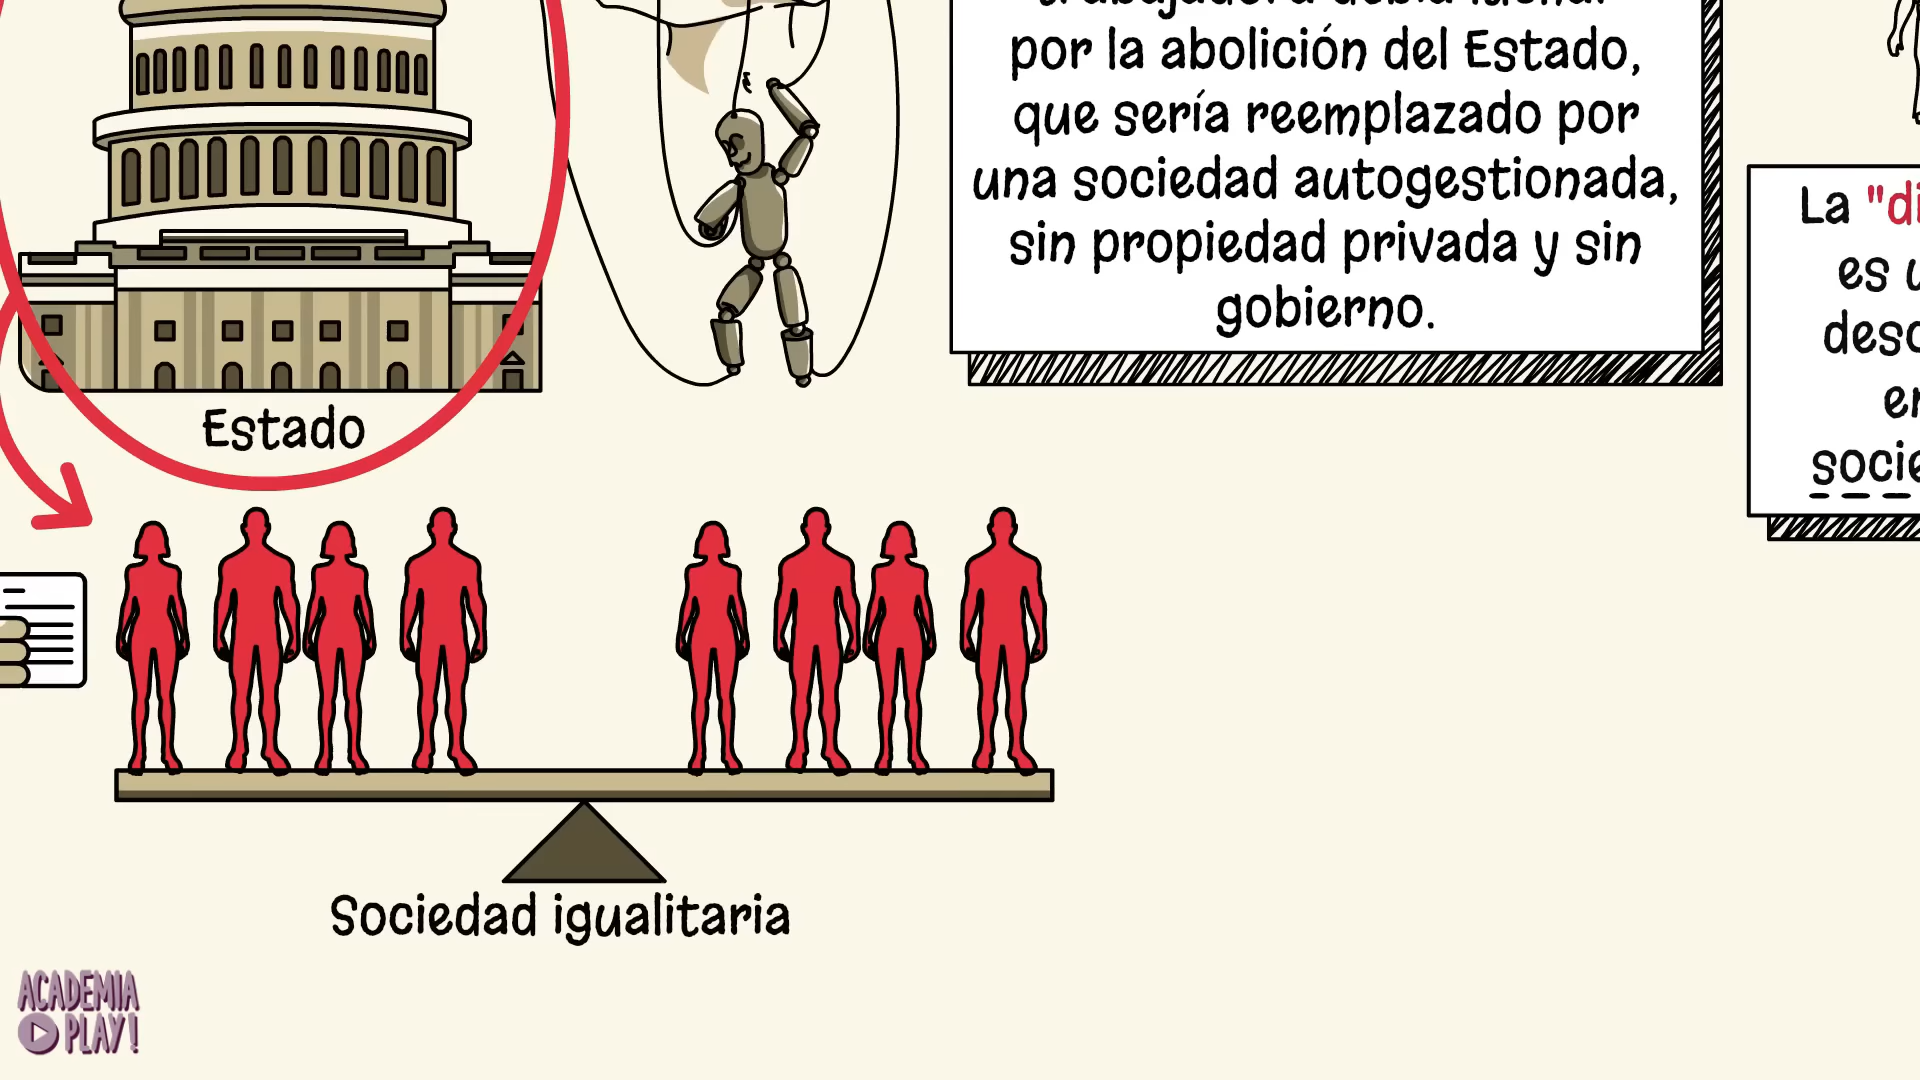 por la abolición del Estado,
que sería reemplazado por
una sociedad autogestionada,
sin propiedad privada y sin
gobierno.
La
es
Estado
Sociedad igualitaria
ACADEMIA
PLAY!